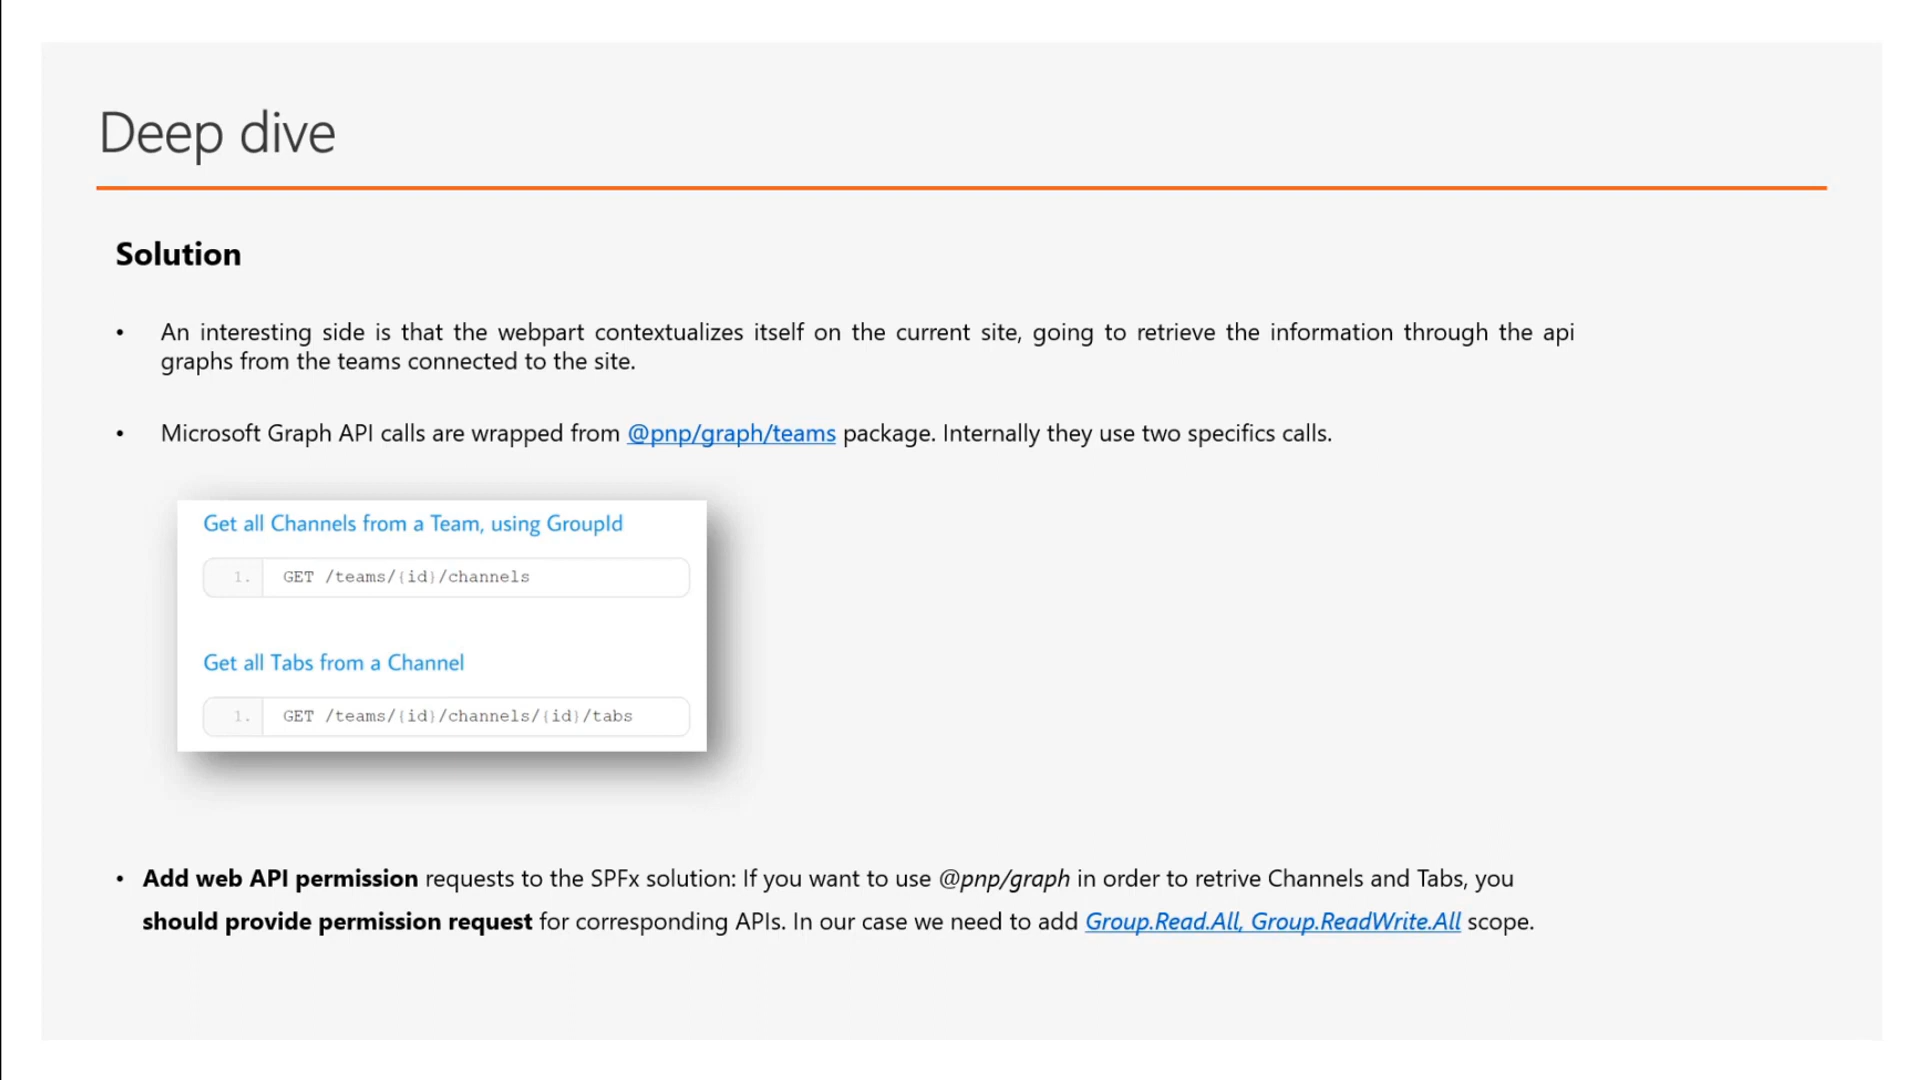 Deep dive
Solution
• An interesting side is that the webpart contextualizes itself on the current site, going to retrieve the information through the api
graphs from the teams connected to the site.
• Microsoft Graph API calls are wrapped from @pnp/graph/teams package. Internally they use two specifics calls.
Get all Channels from a Team, using GroupId
1. GET /teams/{id}/channels
Get all Tabs from a Channel
1. GET /teams/{id}/channels/{id}/tabs
• Add web API permission requests to the SPFx solution: If you want to use @pnp/graph in order to retrive Channels and Tabs, you
should provide permission request for corresponding APIs. In our case we need to add Group.Read.All, Group.ReadWrite.All scope.